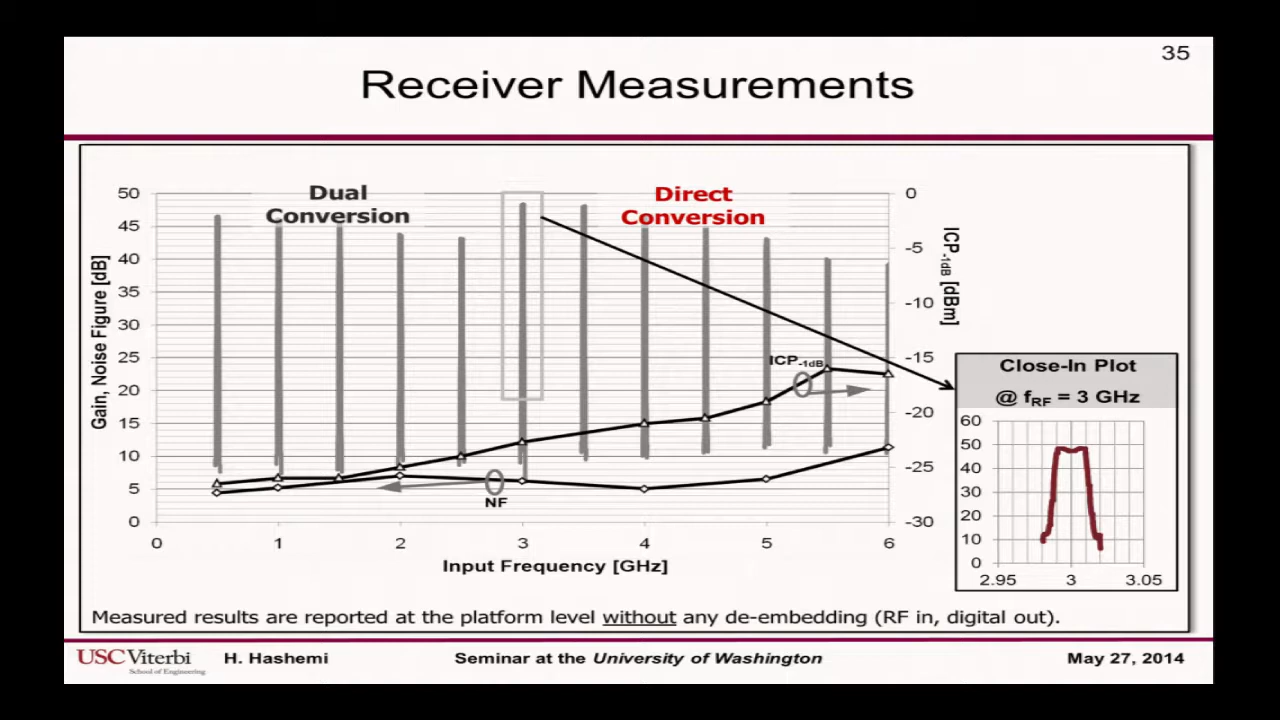 35
Receiver Measurements
Dual
Conversion
Direct
Conversion
50
45
40
35
30
25
20
15
10
5
0
Gain, Noise Figure [dB]
0
-5
-10
-15
-20
-25
-30
ICP-1dB [dBm]
ICP-1dB
NF
0 1 2 3 4 5 6
Input Frequency [GHz]
Close-In Plot
@ fRF = 3 GHz
60
50
40
30
20
10
0
2.95 3 3.05
Measured results are reported at the platform level without any de-embedding (RF in, digital out).
USC Viterbi
School of Engineering
H. Hashemi
Seminar at the University of Washington
May 27, 2014